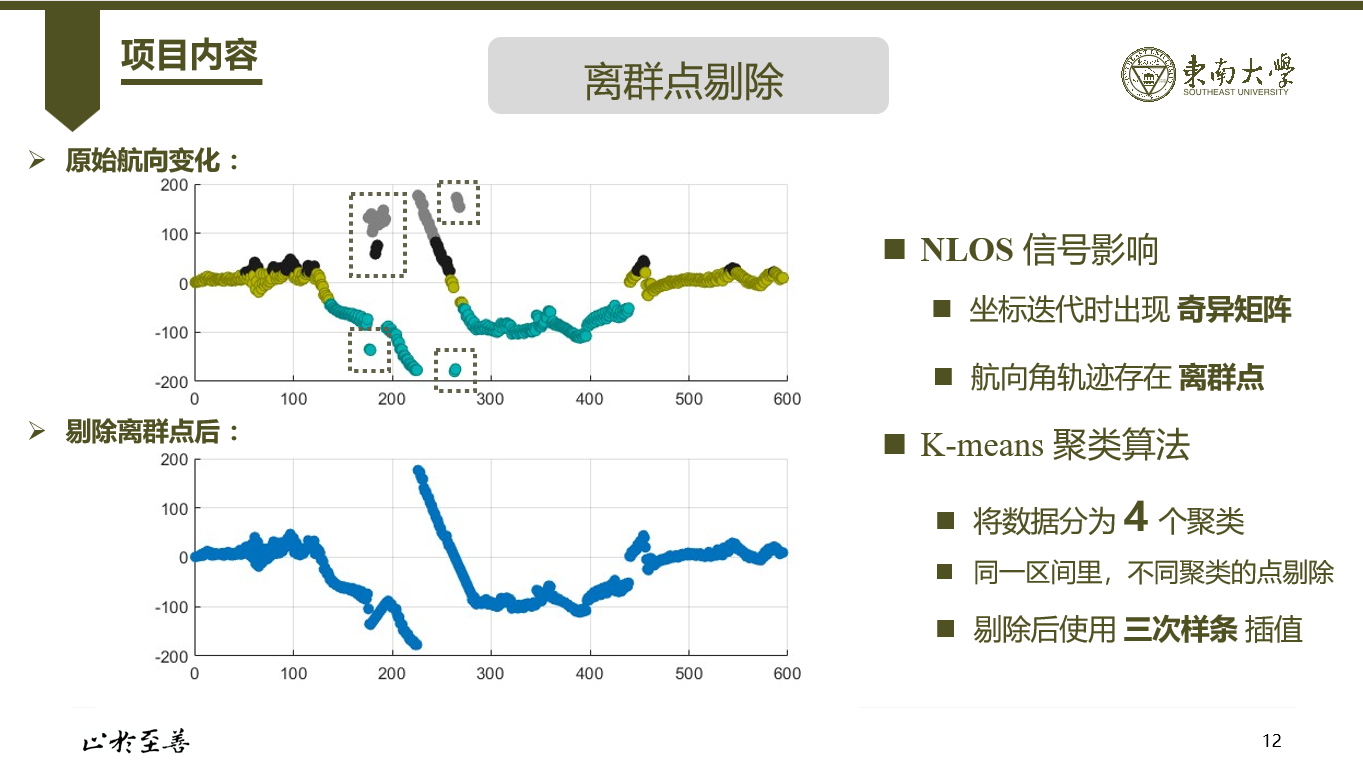 项目内容
离群点剔除
東南大學
SOUTHEAST UNIVERSITY
原始航向变化：
200
100
0
-100
-200
0 100 200 300 400 500 600
剔除离群点后：
200
100
0
-100
-200
0 100 200 300 400 500 600
NLOS 信号影响
坐标迭代时出现 奇异矩阵
航向角轨迹存在 离群点
K-means 聚类算法
将数据分为 4 个聚类
同一区间里，不同聚类的点剔除
剔除后使用 三次样条 插值
止於至善
12